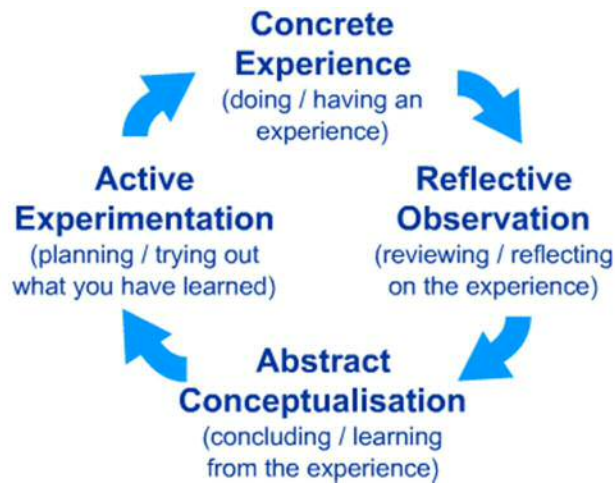 Concrete
Experience
(doing / having an
experience)
Reflective
Observation
(reviewing / reflecting
on the experience)
Abstract
Conceptualisation
(concluding / learning
from the experience)
Active
Experimentation
(planning / trying out
what you have learned)